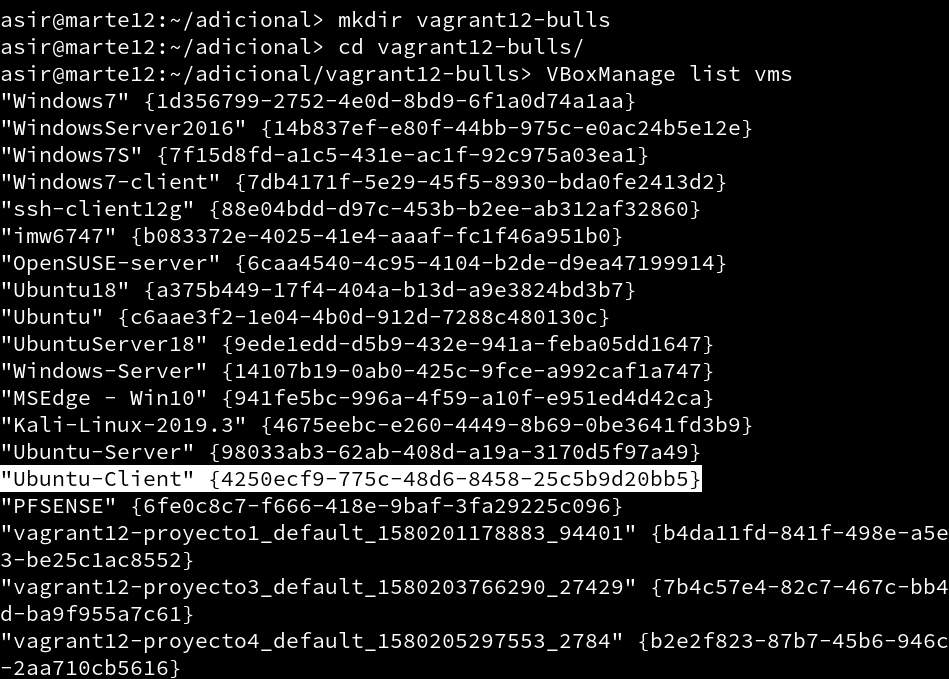 asir@marte12:~/adicional> mkdir vagrant12-bulls
asir@marte12:~/adicional> cd vagrant12-bulls/
asir@marte12:~/adicional/vagrant12-bulls> VBoxManage list vms
"Windows7" {1d356799-2752-4e0d-8bd9-6f1a0d74a1aa}
"WindowsServer2016" {14b837ef-e80f-44bb-975c-e0ac24b5e12e}
"Windows7S" {7f15d8fd-a1c5-431e-ac1f-92c975a03ea1}
"Windows7-client" {7db4171f-5e29-45f5-8930-bda0fe2413d2}
"ssh-client12g" {88e04bdd-d97c-453b-b2ee-ab312af32860}
"imw6747" {b083372e-4025-41e4-aaaf-fc1f46a951b0}
"OpenSUSE-server" {6caa4540-4c95-4104-b2de-d9ea47199914}
"Ubuntu18" {a375b449-17f4-404a-b13d-a9e3824bd3b7}
"Ubuntu" {c6aae3f2-1e04-4b0d-912d-7288c480130c}
"UbuntuServer18" {9ede1edd-d5b9-432e-941a-feba05dd1647}
"Windows-Server" {14107b19-0ab0-425c-9fce-a992caf1a747}
"MSEdge - Win10" {941fe5bc-996a-4f59-a10f-e951ed4d42ca}
"Kali-Linux-2019.3" {4675eebc-e260-4449-8b69-0be3641fd3b9}
"Ubuntu-Server" {98033ab3-62ab-408d-a19a-3170d5f97a49}
"Ubuntu-Client" {4250ecf9-775c-48d6-8458-25c5b9d20bb5}
"PFSENSE" {6fe0c8c7-f666-418e-9baf-3fa29225c096}
"vagrant12-proyecto1_default_1580201178883_94401" {b4da11fd-841f-498e-a5e
3-be25c1ac8552}
"vagrant12-proyecto3_default_1580203766290_27429" {7b4c57e4-82c7-467c-bb4
d-ba9f955a7c61}
"vagrant12-proyecto4_default_1580205297553_2784" {b2e2f823-87b7-45b6-946c
-2aa710cb5616}